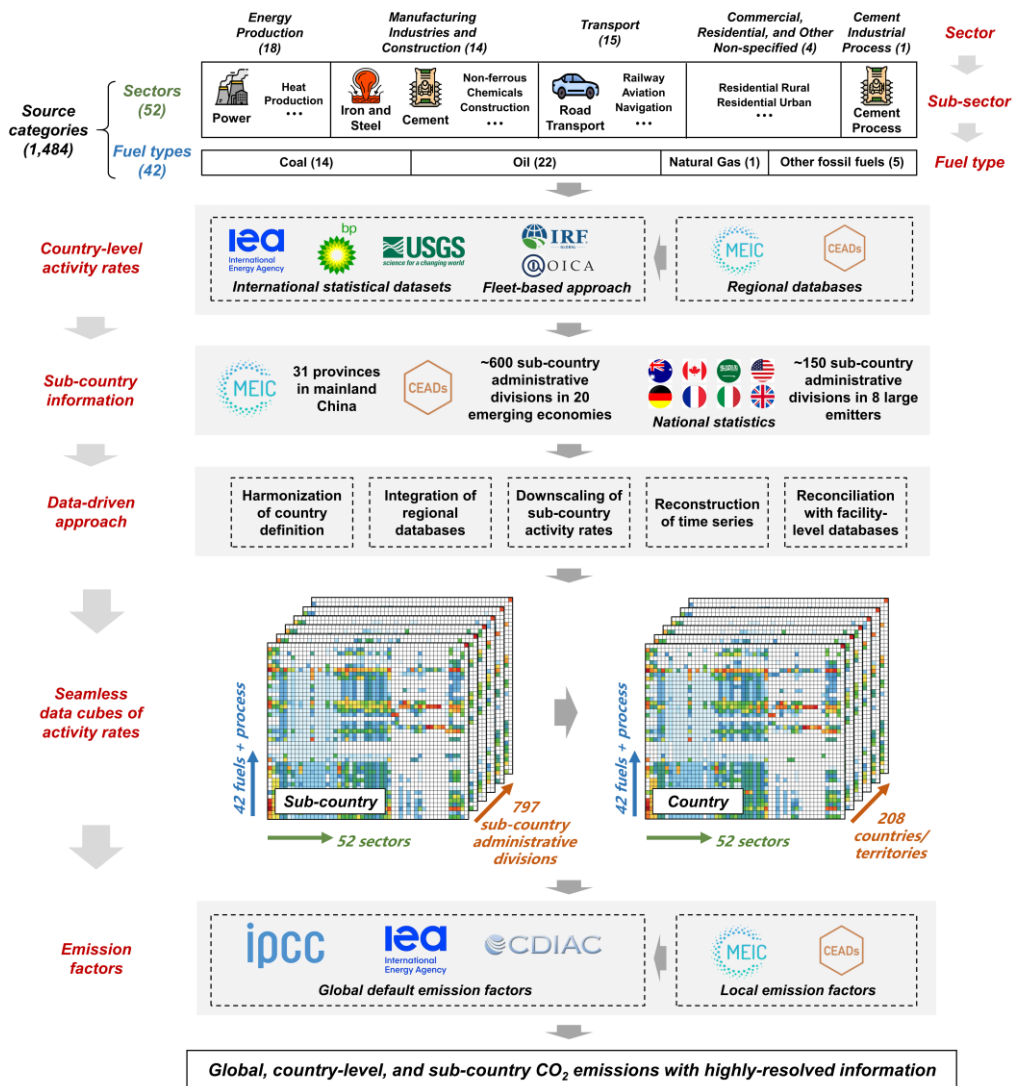 Energy Production (18)
Manufacturing Industries and Construction (14)
Transport (15)
Commercial, Residential, and Other Non-specified (4)
Cement Industrial Process (1)
Sector
Source categories (1,484)
Sectors (52)
Power
Heat Production
...
Iron and Steel
Cement
Non-ferrous
Chemicals
Construction
...
Road Transport
Railway
Aviation
Navigation
...
Residential Rural
Residential Urban
...
Cement Process
Sub-sector
Fuel types (42)
Coal (14)
Oil (22)
Natural Gas (1)
Other fossil fuels (5)
Fuel type
Country-level activity rates
iea
International Energy Agency
bp
USGS
science for a changing world
International statistical datasets
IRF
GLOBAL
OICA
Fleet-based approach
MEIC
CEADs
Regional databases
Sub-country information
MEIC
31 provinces in mainland China
CEADs
~600 sub-country administrative divisions in 20 emerging economies
National statistics
~150 sub-country administrative divisions in 8 large emitters
Data-driven approach
Harmonization of country definition
Integration of regional databases
Downscaling of sub-country activity rates
Reconstruction of time series
Reconciliation with facility-level databases
Seamless data cubes of activity rates
42 fuels + process
Sub-country
52 sectors
797 sub-country administrative divisions
42 fuels + process
Country
52 sectors
208 countries/ territories
Emission factors
ipcc
iea
International Energy Agency
CDIAC
Global default emission factors
MEIC
CEADs
Local emission factors
Global, country-level, and sub-country CO₂ emissions with highly-resolved information